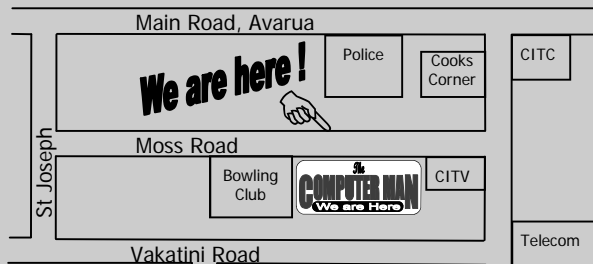 Main Road, Avarua
We are here !
Police
Cooks
Corner
CITC
St Joseph
Moss Road
Bowling
Club
The
COMPUTER MAN
We are Here
CITV
Telecom
Vakatini Road